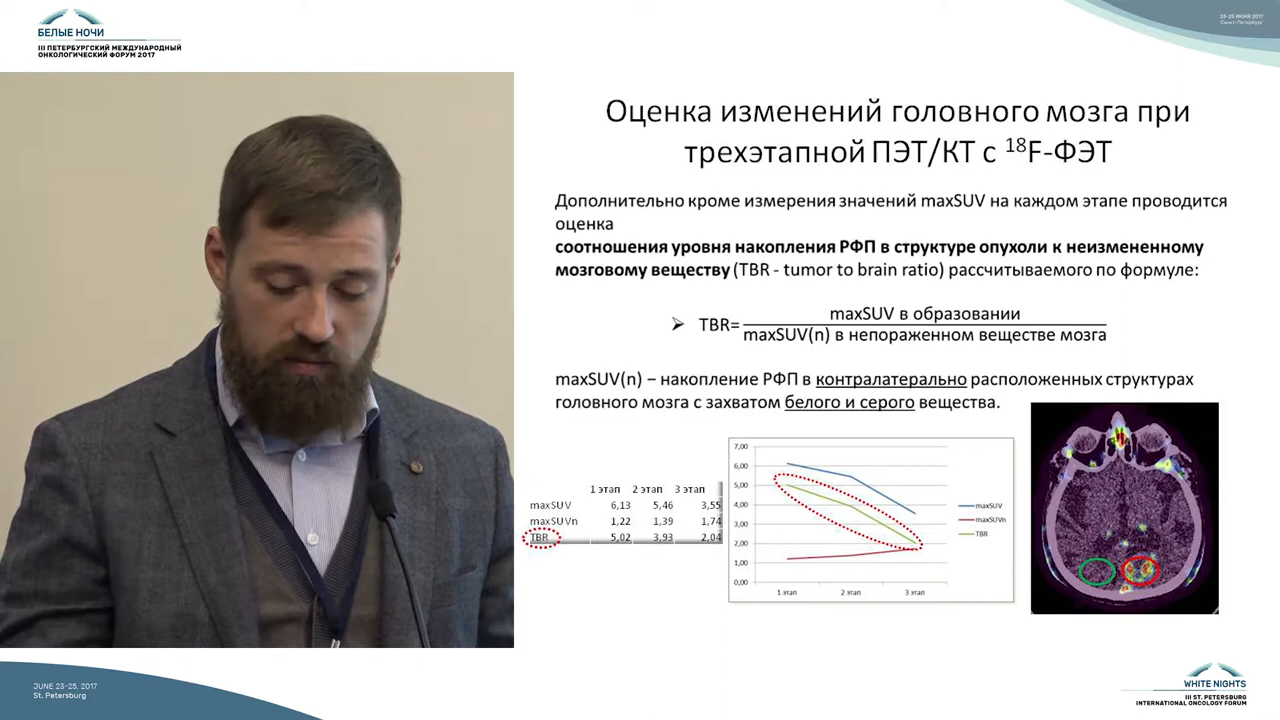 БЕЛЫЕ НОЧИ
III ПЕТЕРБУРГСКИЙ МЕЖДУНАРОДНЫЙ
ОНКОЛОГИЧЕСКИЙ ФОРУМ 2017
23-25 ИЮНЯ 2017
Санкт-Петербург
Оценка изменений головного мозга при
трехэтапной ПЭТ/КТ с 18F-ФЭТ
Дополнительно кроме измерения значений maxSUV на каждом этапе проводится
оценка
соотношения уровня накопления РФП в структуре опухоли к неизмененному
мозговому веществу (TBR - tumor to brain ratio) рассчитываемого по формуле:
TBR= maxSUV в образовании
maxSUV(n) в непораженном веществе мозга
maxSUV(n) – накопление РФП в контралатерально расположенных структурах
головного мозга с захватом белого и серого вещества.
1 этап 2 этап 3 этап
maxSUV 6,13 5,46 3,55
maxSUVn 1,22 1,39 1,74
TBR 5,02 3,93 2,04
7,00
6,00
5,00
4,00
3,00
2,00
1,00
0,00
1 этап 2 этап 3 этап
maxSUV
maxSUVn
TBR
JUNE 23-25, 2017
St. Petersburg
WHITE NIGHTS
III ST. PETERSBURG
INTERNATIONAL ONCOLOGY FORUM